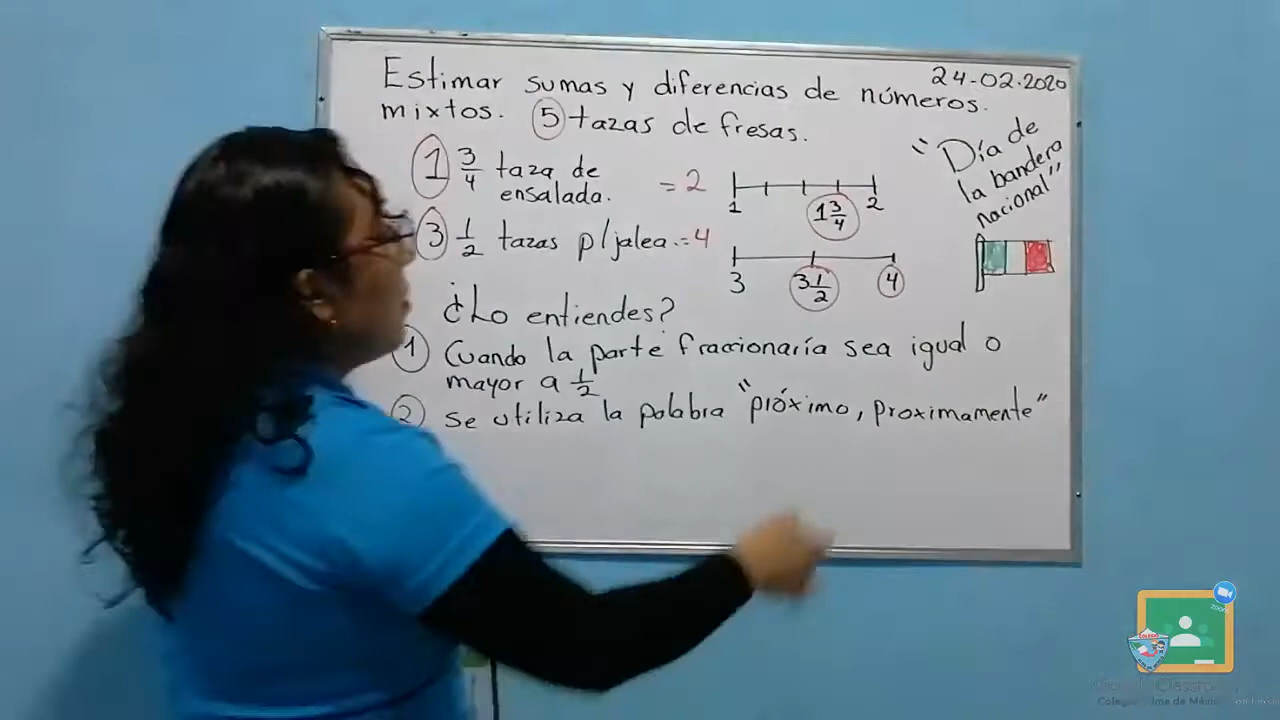 Estimar sumas y diferencias de números
mixtos. 5 tazas de fresas.
24-02-2020
"Día de
la bandera
nacional"
1 3/4 taza de
ensalada. = 2
1 1 3/4 2
3 1/2 tazas p/jalea. = 4
3 3 1/2 4
¿Lo entiendes?
1 Cuando la parte fraccionaría sea igual o
mayor a 1/2
2 se utiliza la palabra "próximo, proximamente"
zoom
COLEGIO